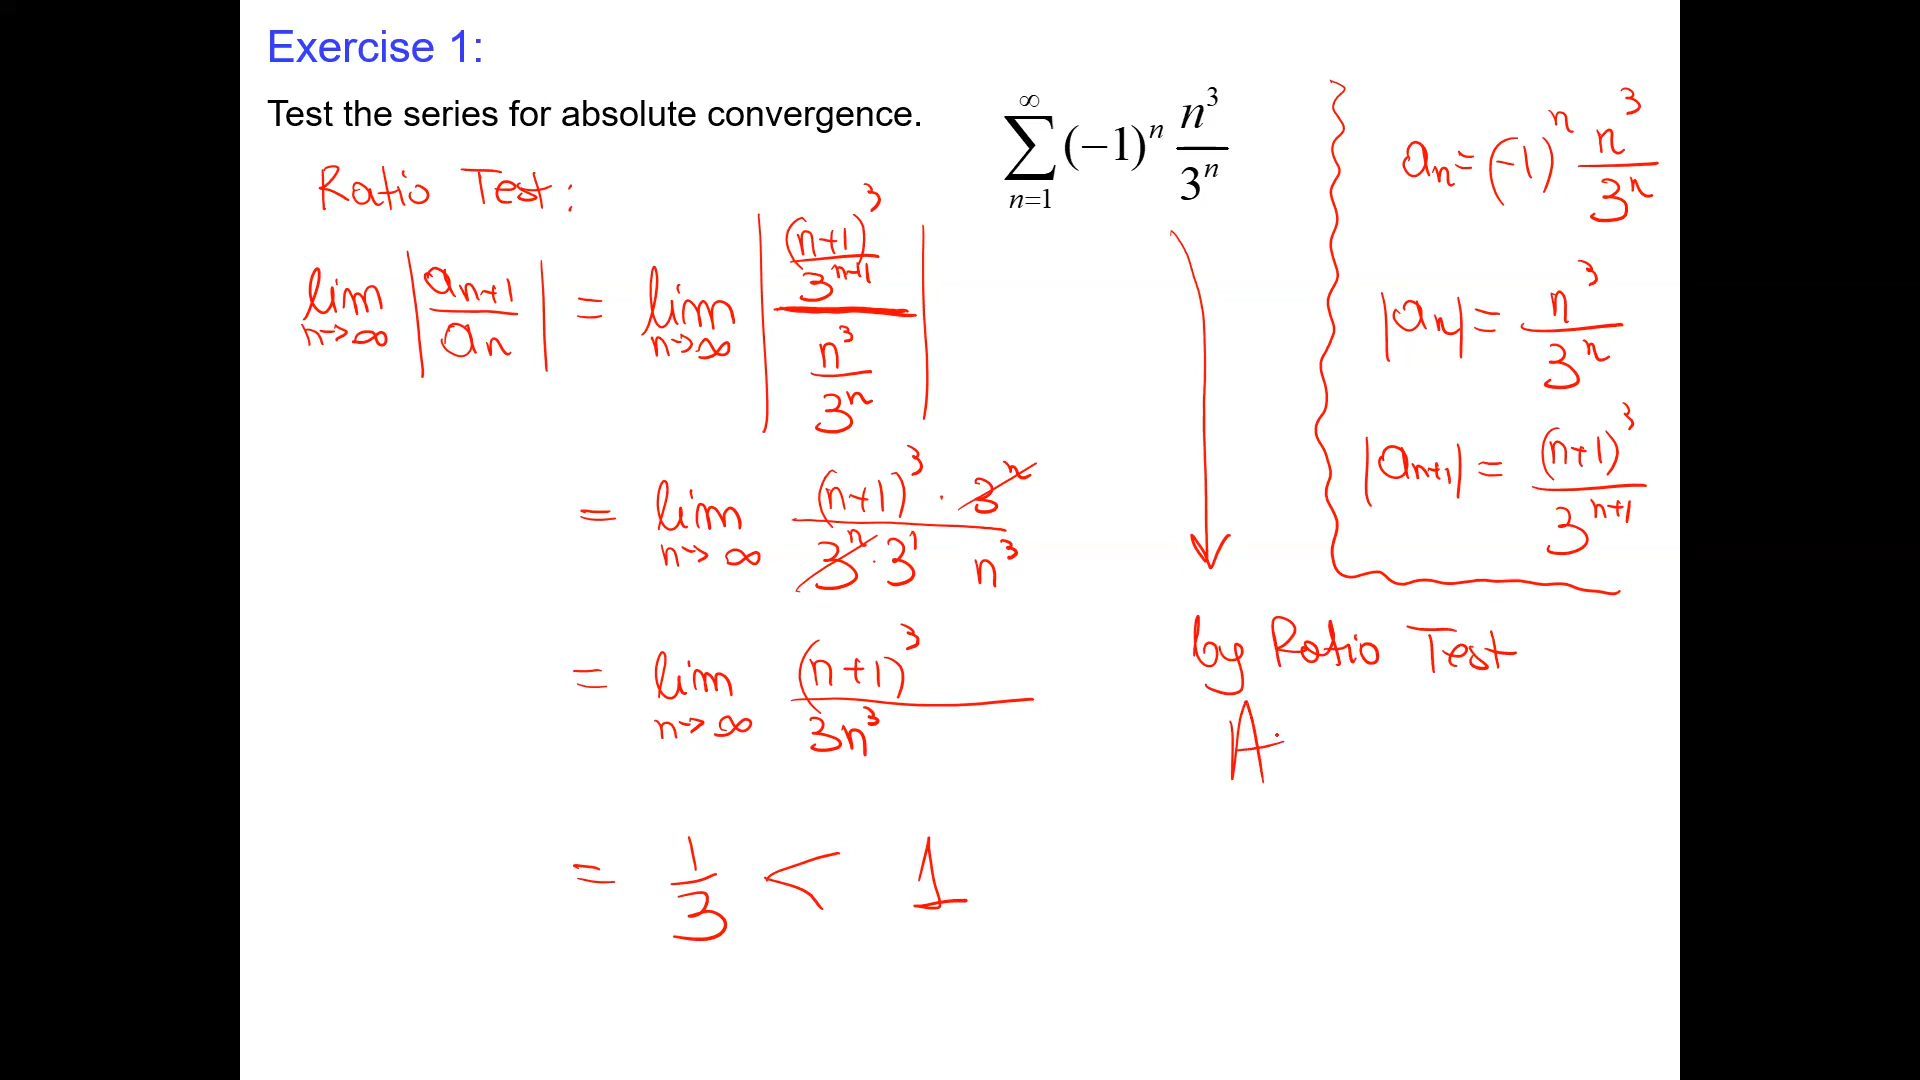 Exercise 1:
Test the series for absolute convergence. ∑_{n=1}^{∞} (−1)^n n^3/3^n
Ratio Test:
lim_{n→∞} |a_{n+1}/a_n| = lim_{n→∞} |((n+1)^3/3^{n+1})/(n^3/3^n)|
= lim_{n→∞} ((n+1)^3 · 3^n)/(3^n · 3^1 n^3)
= lim_{n→∞} (n+1)^3/3n^3
= 1/3 < 1
a_n = (−1)^n n^3/3^n
|a_n| = n^3/3^n
|a_{n+1}| = (n+1)^3/3^{n+1}
by Ratio Test
A